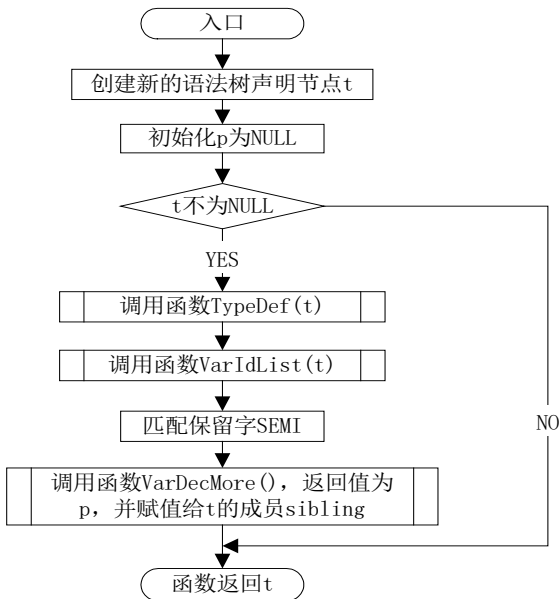 入口
创建新的语法树声明节点t
初始化p为NULL
t不为NULL
YES
调用函数TypeDef(t)
调用函数VarIdList(t)
匹配保留字SEMI
NO
调用函数VarDecMore(), 返回值为
p, 并赋值给t的成员sibling
函数返回t